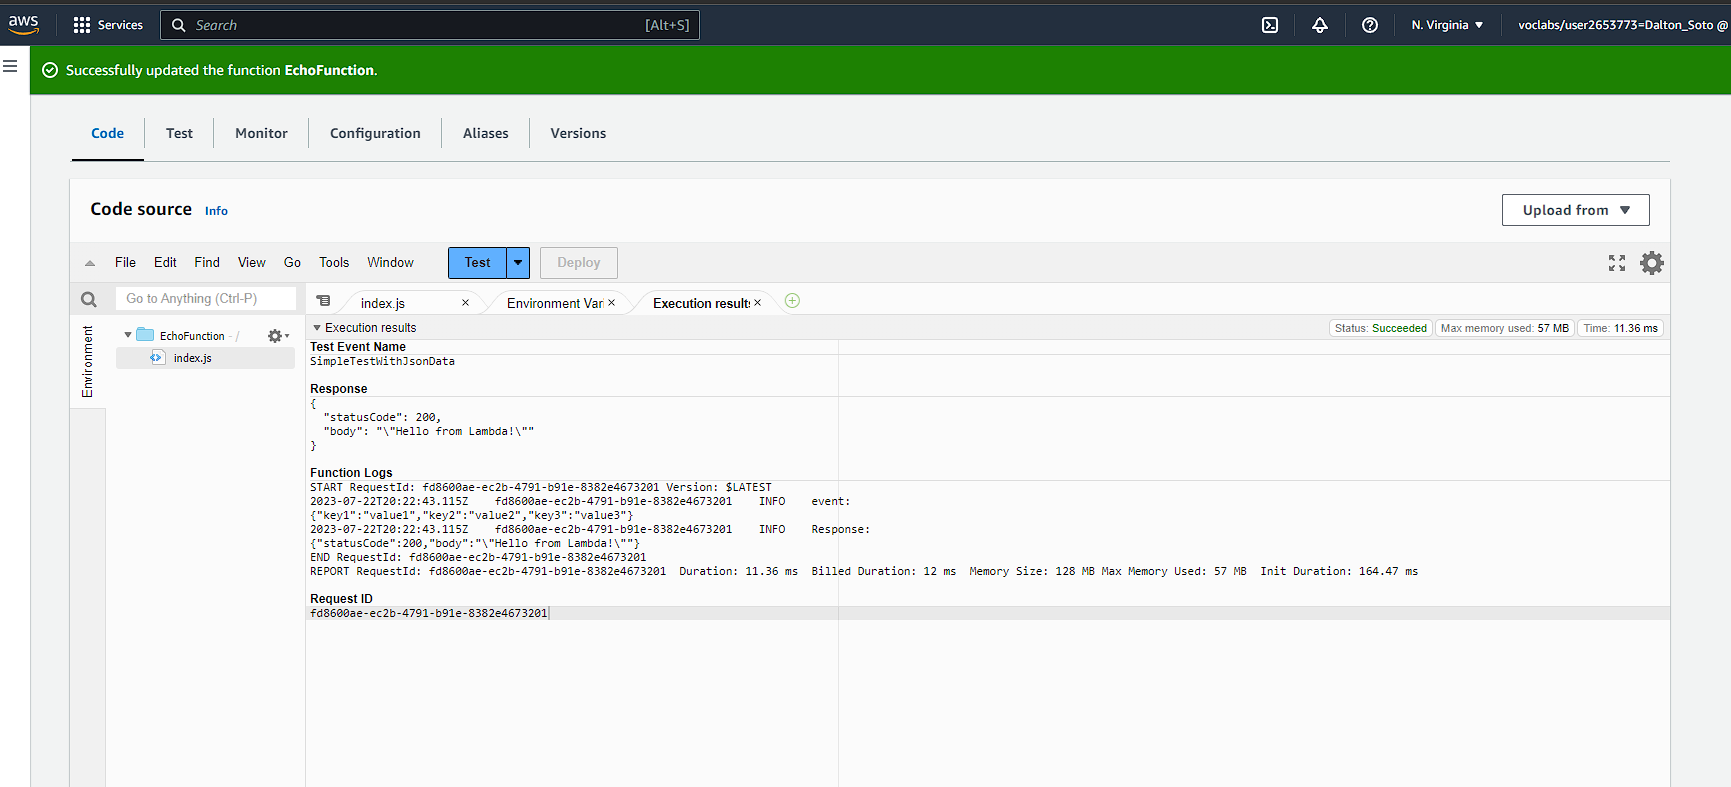 aws Services Search [Alt+S] N. Virginia voclabs/user2653773=Dalton_Soto @
Successfully updated the function EchoFunction.
Code Test Monitor Configuration Aliases Versions
Code source Info Upload from
File Edit Find View Go Tools Window Test Deploy
Go to Anything (Ctrl-P) index.js Environment Var Execution results
Environment
EchoFunction - /
index.js
Execution results Status: Succeeded Max memory used: 57 MB Time: 11.36 ms
Test Event Name
SimpleTestWithJsonData
Response
{
"statusCode": 200,
"body": "\"Hello from Lambda!\""
}
Function Logs
START RequestId: fd8600ae-ec2b-4791-b91e-8382e4673201 Version: $LATEST
2023-07-22T20:22:43.115Z fd8600ae-ec2b-4791-b91e-8382e4673201 INFO event:
{"key1":"value1","key2":"value2","key3":"value3"}
2023-07-22T20:22:43.115Z fd8600ae-ec2b-4791-b91e-8382e4673201 INFO Response:
{"statusCode":200,"body":"\"Hello from Lambda!\""}
END RequestId: fd8600ae-ec2b-4791-b91e-8382e4673201
REPORT RequestId: fd8600ae-ec2b-4791-b91e-8382e4673201 Duration: 11.36 ms Billed Duration: 12 ms Memory Size: 128 MB Max Memory Used: 57 MB Init Duration: 164.47 ms
Request ID
fd8600ae-ec2b-4791-b91e-8382e4673201